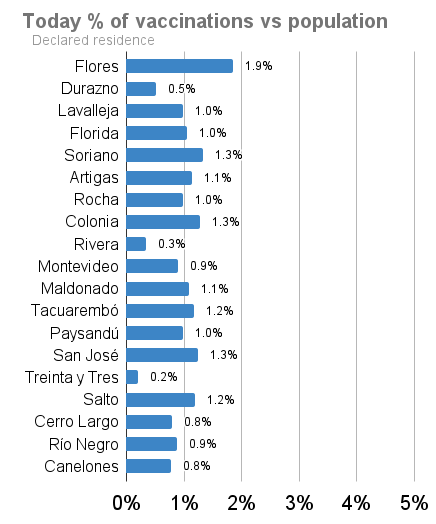 Today % of vaccinations vs population
Declared residence
Flores 1.9%
Durazno 0.5%
Lavalleja 1.0%
Florida 1.0%
Soriano 1.3%
Artigas 1.1%
Rocha 1.0%
Colonia 1.3%
Rivera 0.3%
Montevideo 0.9%
Maldonado 1.1%
Tacuarembó 1.2%
Paysandú 1.0%
San José 1.3%
Treinta y Tres 0.2%
Salto 1.2%
Cerro Largo 0.8%
Río Negro 0.9%
Canelones 0.8%
0% 1% 2% 3% 4% 5%